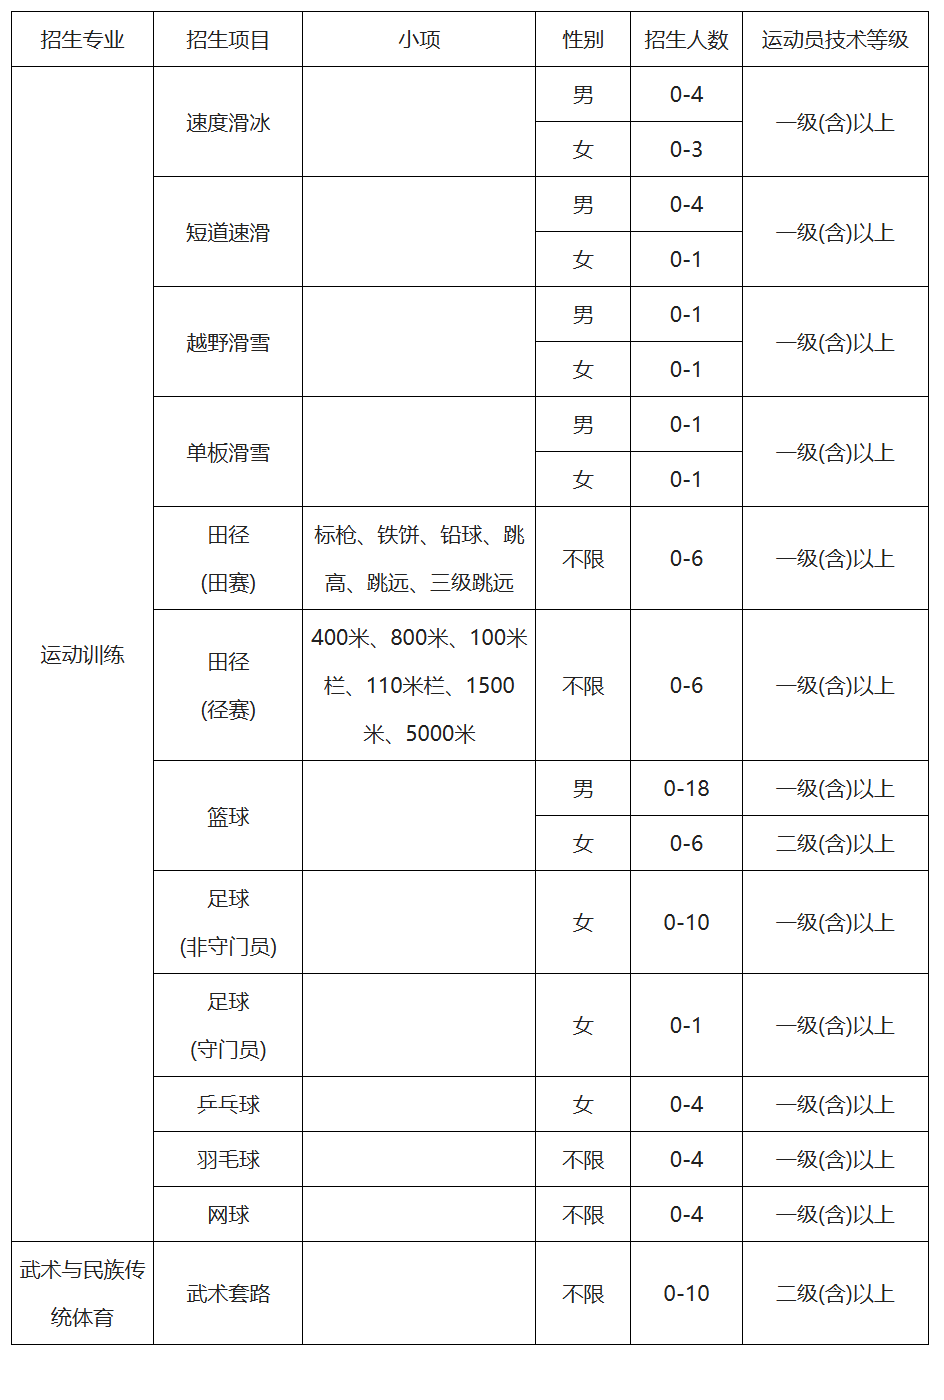 招生专业 招生项目 小项 性别 招生人数 运动员技术等级
运动训练
速度滑冰 男 0-4 一级(含)以上
女 0-3
短道速滑 男 0-4 一级(含)以上
女 0-1
越野滑雪 男 0-1 一级(含)以上
女 0-1
单板滑雪 男 0-1 一级(含)以上
女 0-1
田径
(田赛)
标枪、铁饼、铅球、跳
高、跳远、三级跳远
不限 0-6 一级(含)以上
田径
(径赛)
400米、800米、100米
栏、110米栏、1500
米、5000米
不限 0-6 一级(含)以上
篮球 男 0-18 一级(含)以上
女 0-6 二级(含)以上
足球
(非守门员)
女 0-10 一级(含)以上
足球
(守门员)
女 0-1 一级(含)以上
乒乓球 女 0-4 一级(含)以上
羽毛球 不限 0-4 一级(含)以上
网球 不限 0-4 一级(含)以上
武术与民族传
统体育
武术套路 不限 0-10 二级(含)以上